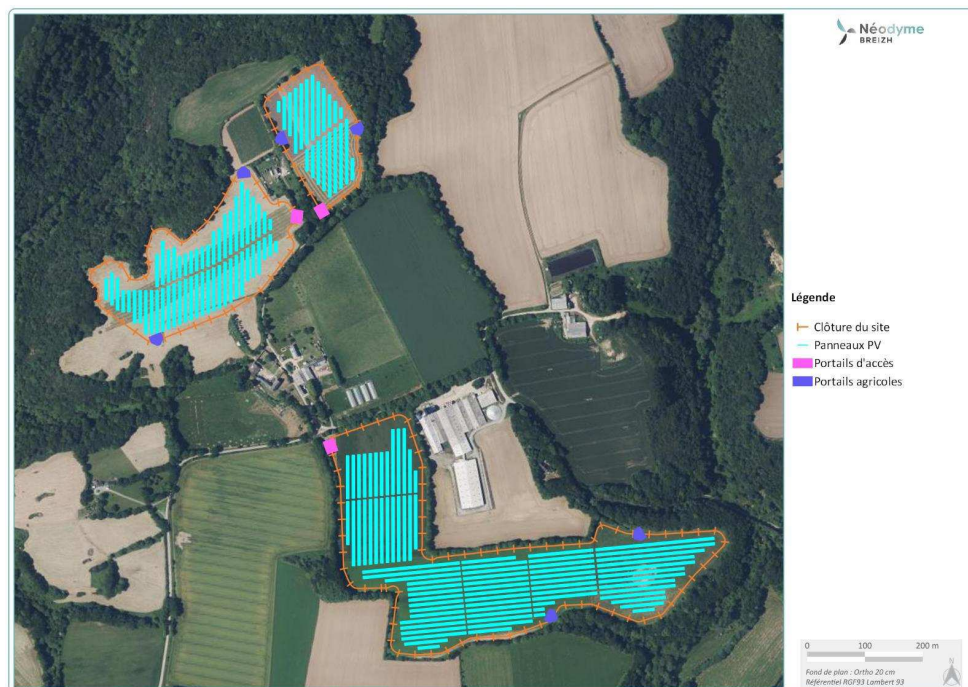 Néodyme
BREIZH
Légende
Clôture du site
Panneaux PV
Portails d'accès
Portails agricoles
0 100 200 m
Fond de plan : Ortho 20 cm
Référentiel RGF93 Lambert 93
N